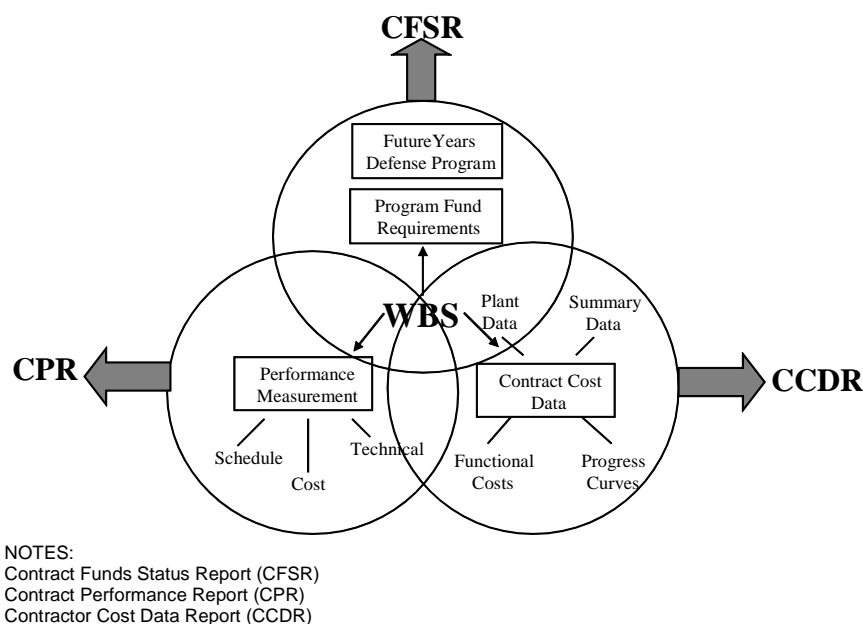 CFSR
FutureYears
Defense Program
Program Fund
Requirements
WBS
Plant
Data
Summary
Data
CPR
Performance
Measurement
Contract Cost
Data
CCDR
Schedule
Cost
Technical
Functional
Costs
Progress
Curves
NOTES:
Contract Funds Status Report (CFSR)
Contract Performance Report (CPR)
Contractor Cost Data Report (CCDR)